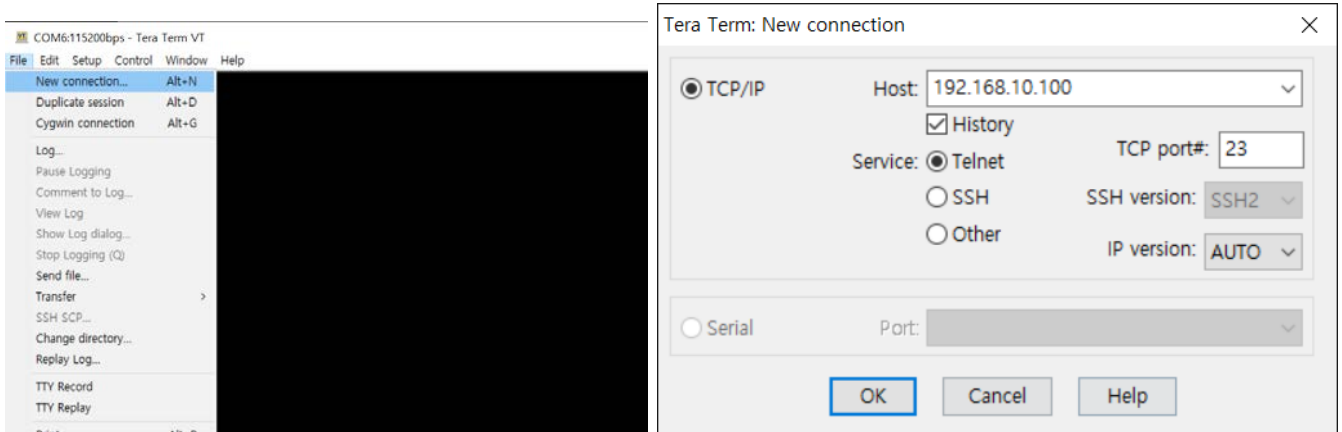 COM6:115200bps - Tera Term VT
File Edit Setup Control Window Help
New connection... Alt+N
Duplicate session Alt+D
Cygwin connection Alt+G
Log...
Pause Logging
Comment to Log...
View Log
Show Log dialog...
Stop Logging (Q)
Send file...
Transfer >
SSH SCP...
Change directory...
Replay Log...
TTY Record
TTY Replay
Tera Term: New connection
TCP/IP
Host: 192.168.10.100
History
Service: Telnet
TCP port#: 23
SSH
SSH version: SSH2
Other
IP version: AUTO
Serial
Port:
OK Cancel Help